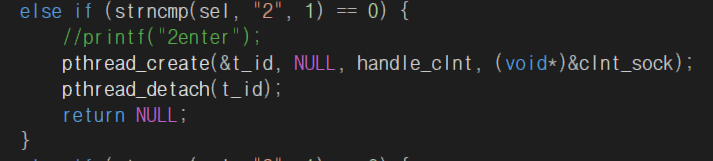 else if (strncmp(sel, "2", 1) == 0) {
//printf("2enter");
pthread_create(&t_id, NULL, handle_clnt, (void*)&clnt_sock);
pthread_detach(t_id);
return NULL;
}